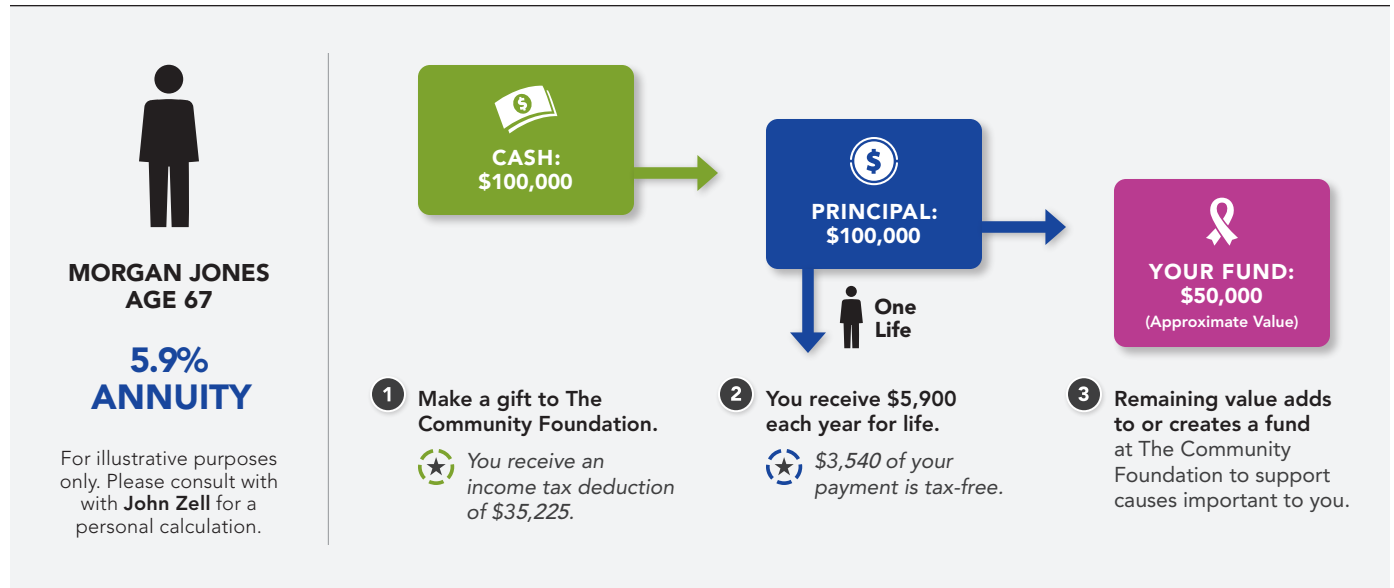 MORGAN JONES
AGE 67
5.9%
ANNUITY
For illustrative purposes
only. Please consult with
with John Zell for a
personal calculation.
$
CASH:
$100,000
$
PRINCIPAL:
$100,000
One
Life
YOUR FUND:
$50,000
(Approximate Value)
1
Make a gift to The
Community Foundation.
You receive an
income tax deduction
of $35,225.
2
You receive $5,900
each year for life.
$3,540 of your
payment is tax-free.
3
Remaining value adds
to or creates a fund
at The Community
Foundation to support
causes important to you.